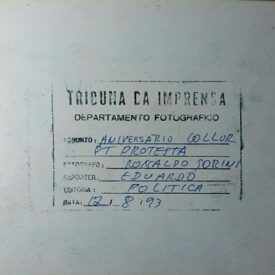 TRIBUNA DA IMPRENSA
DEPARTAMENTO FOTOGRAFICO
ASSUNTO: ANIVERSARIO COLLOR
PT PROTESTA
FOTOGRAFO: RONALDO SORINI
REPÓRTER: EDUARDO
EDITORIA: POLITICA
Data: 12 / 8 / 93